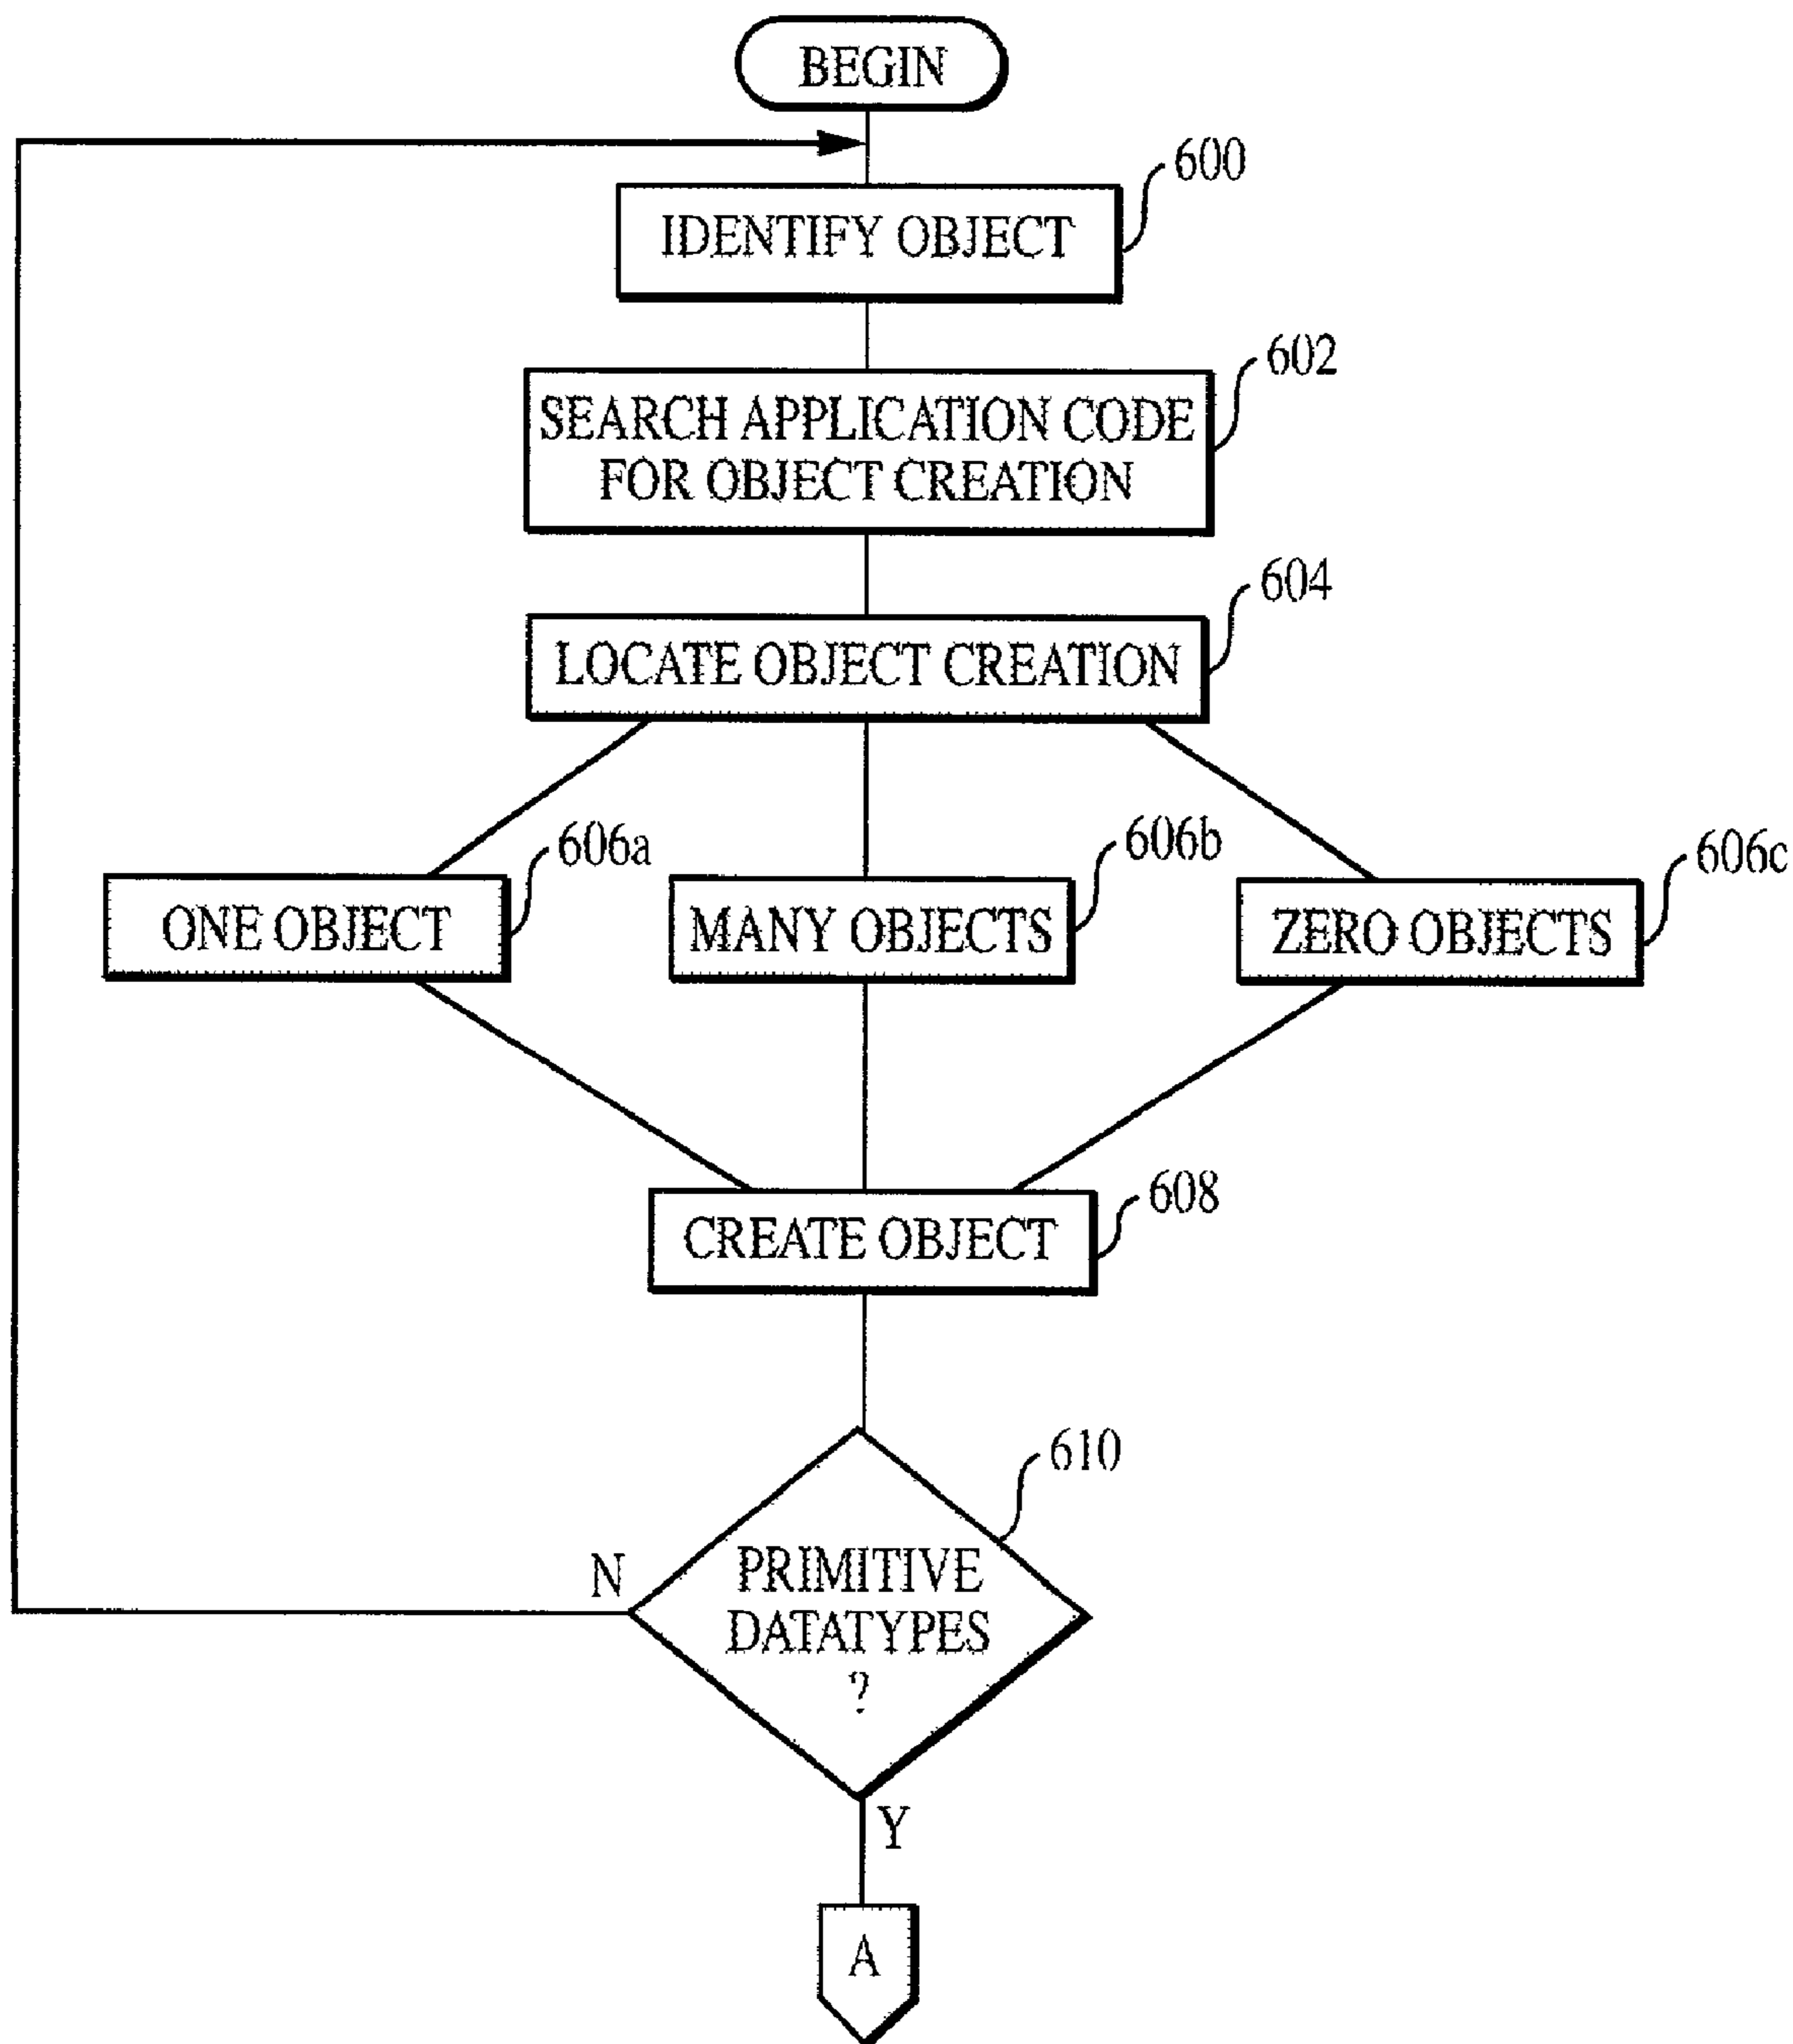 BEGIN
600
IDENTIFY OBJECT
602
SEARCH APPLICATION CODE
FOR OBJECT CREATION
604
LOCATE OBJECT CREATION
606a
606b
606c
ONE OBJECT
MANY OBJECTS
ZERO OBJECTS
608
CREATE OBJECT
610
N
PRIMITIVE
DATATYPES
?
Y
A